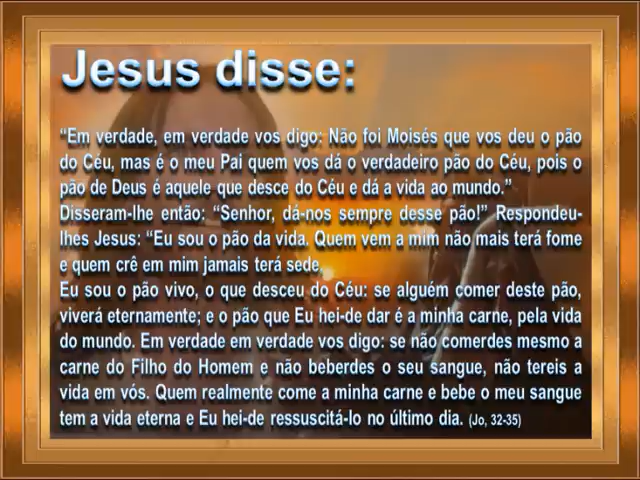 Jesus disse:
“Em verdade, em verdade vos digo: Não foi Moisés que vos deu o pão
do Céu, mas é o meu Pai quem vos dá o verdadeiro pão do Céu, pois o
pão de Deus é aquele que desce do Céu e dá a vida ao mundo.”
Disseram-lhe então: “Senhor, dá-nos sempre desse pão!” Respondeu-
lhes Jesus: “Eu sou o pão da vida. Quem vem a mim não mais terá fome
e quem crê em mim jamais terá sede.
Eu sou o pão vivo, o que desceu do Céu: se alguém comer deste pão,
viverá eternamente; e o pão que Eu hei-de dar é a minha carne, pela vida
do mundo. Em verdade em verdade vos digo: se não comerdes mesmo a
carne do Filho do Homem e não beberdes o seu sangue, não tereis a
vida em vós. Quem realmente come a minha carne e bebe o meu sangue
tem a vida eterna e Eu hei-de ressuscitá-lo no último dia. (Jo, 32-35)